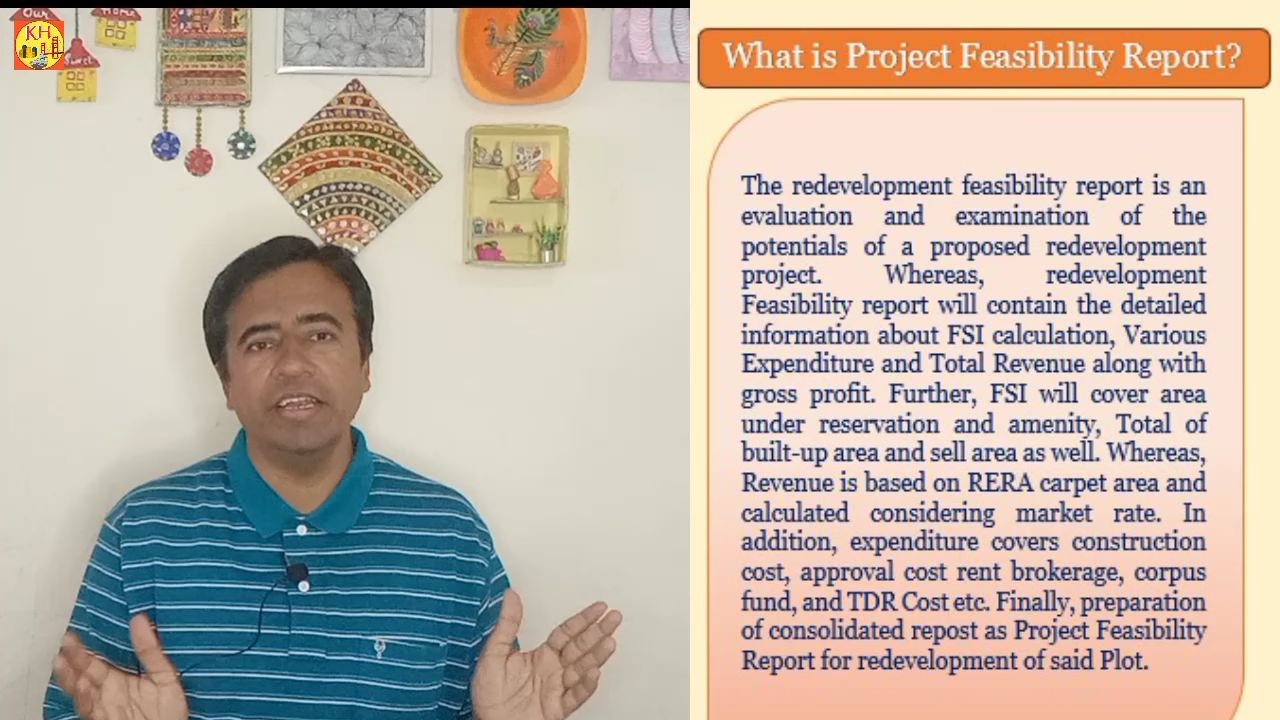 Our
Home
KH
Sweet
What is Project Feasibility Report?
The redevelopment feasibility report is an
evaluation and examination of the
potentials of a proposed redevelopment
project. Whereas, redevelopment
Feasibility report will contain the detailed
information about FSI calculation, Various
Expenditure and Total Revenue along with
gross profit. Further, FSI will cover area
under reservation and amenity, Total of
built-up area and sell area as well. Whereas,
Revenue is based on RERA carpet area and
calculated considering market rate. In
addition, expenditure covers construction
cost, approval cost rent brokerage, corpus
fund, and TDR Cost etc. Finally, preparation
of consolidated repost as Project Feasibility
Report for redevelopment of said Plot.